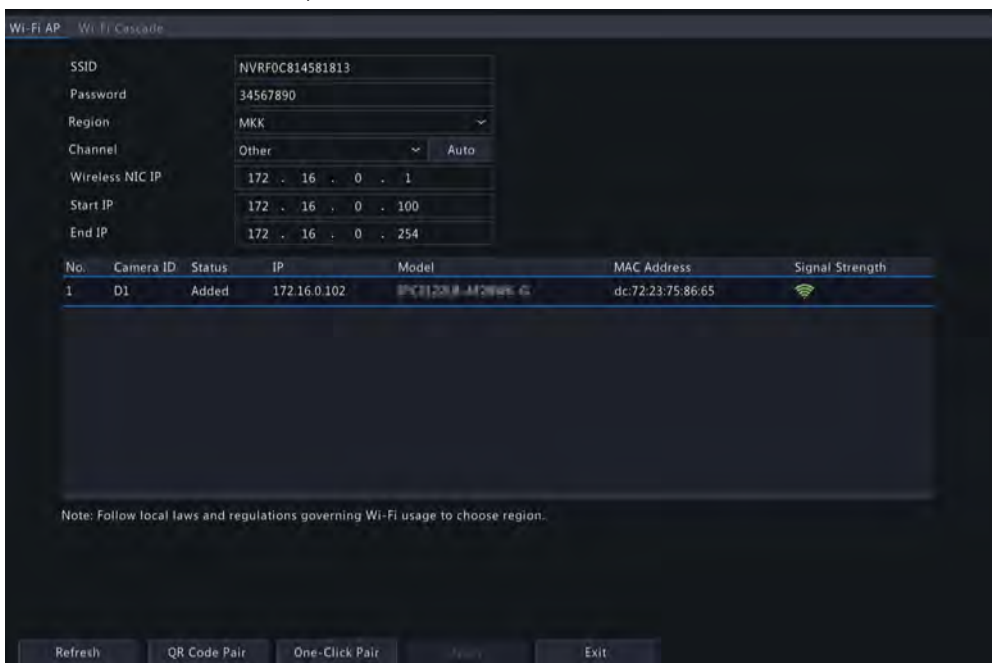 Wi-Fi AP Wi-Fi Cascade
SSID NVRF0C814581813
Password 34567890
Region MKK
Channel Other Auto
Wireless NIC IP 172 . 16 . 0 . 1
Start IP 172 . 16 . 0 . 100
End IP 172 . 16 . 0 . 254
No. Camera ID Status IP Model MAC Address Signal Strength
1 D1 Added 172.16.0.102 dc:72:23:75:86:65
Note: Follow local laws and regulations governing Wi-Fi usage to choose region.
Refresh QR Code Pair One-Click Pair Exit